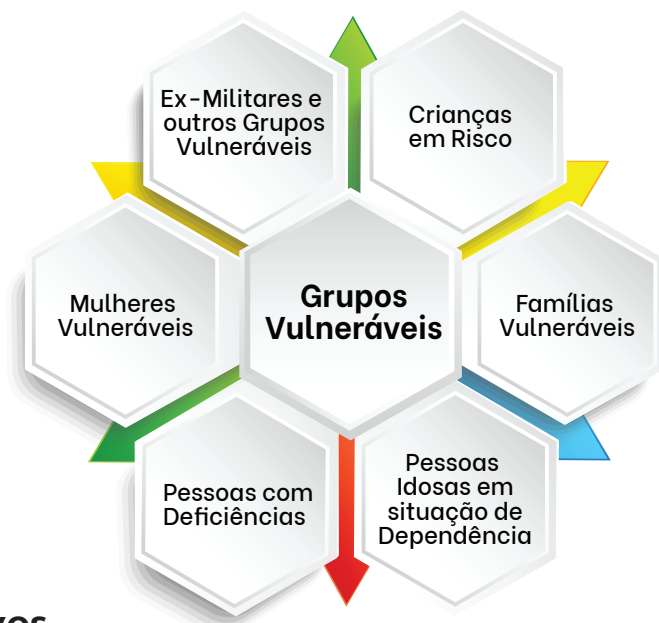 Ex-Militares e
outros Grupos
Vulneráveis
Crianças
em Risco
Mulheres
Vulneráveis
Grupos
Vulneráveis
Famílias
Vulneráveis
Pessoas com
Deficiências
Pessoas
Idosas em
situação de
Dependência